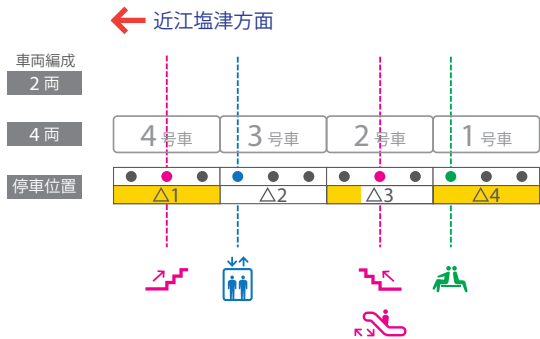 近江塩津方面
車両編成
2 両
4 両
4 号車 3 号車 2 号車 1 号車
停車位置
△1 △2 △3 △4